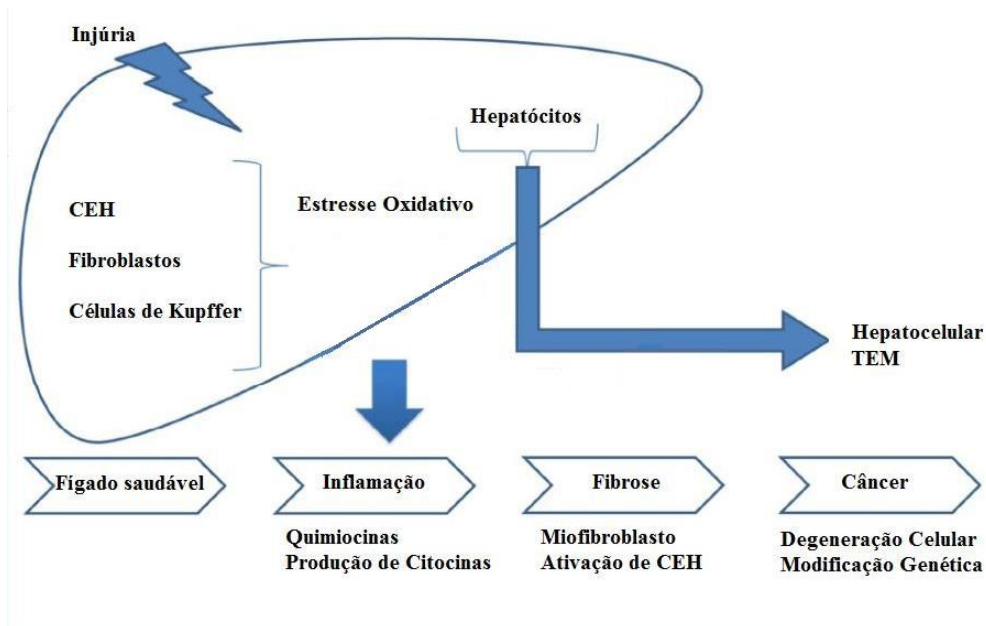 Injúria
Hepatócitos
CEH
Estresse Oxidativo
Fibroblastos
Células de Kupffer
Hepatocelular
TEM
Fígado saudável
Inflamação
Fibrose
Câncer
Quimiocinas
Produção de Citocinas
Miofibroblasto
Ativação de CEH
Degeneração Celular
Modificação Genética